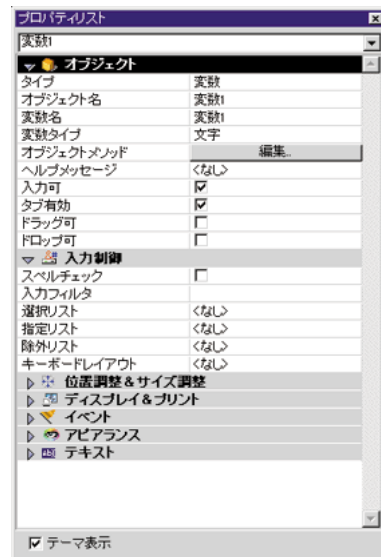 プロパティリスト
変数1
オブジェクト
タイプ 変数
オブジェクト名 変数1
変数名 変数1
変数タイプ 文字
オブジェクトメソッド 編集...
ヘルプメッセージ <なし>
入力可
タブ有効
ドラッグ可
ドロップ可
入力制御
スペルチェック
入力フィルタ
選択リスト <なし>
指定リスト <なし>
除外リスト <なし>
キーボードレイアウト <なし>
位置調整&サイズ調整
ディスプレイ&プリント
イベント
アピアランス
テキスト
テーマ表示